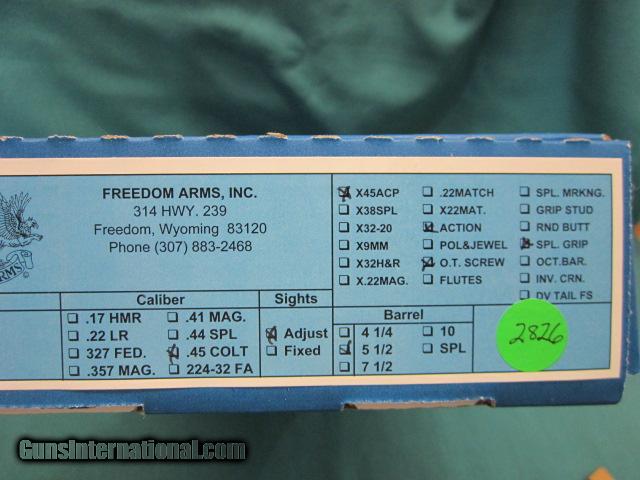 ARMS
FREEDOM ARMS, INC.
314 HWY. 239
Freedom, Wyoming 83120
Phone (307) 883-2468
X45ACP
X38SPL
X32-20
X9MM
X32H&R
X.22MAG.
.22MATCH
X22MAT.
ACTION
POL&JEWEL
O.T. SCREW
FLUTES
SPL. MRKNG.
GRIP STUD
RND BUTT
SPL. GRIP
OCT.BAR.
INV. CRN.
DV TAIL FS
Caliber
.17 HMR
.22 LR
327 FED.
.357 MAG.
.41 MAG.
.44 SPL
.45 COLT
224-32 FA
Sights
Adjust
Fixed
Barrel
4 1/4
5 1/2
7 1/2
10
SPL
2826
GunsInternational.com